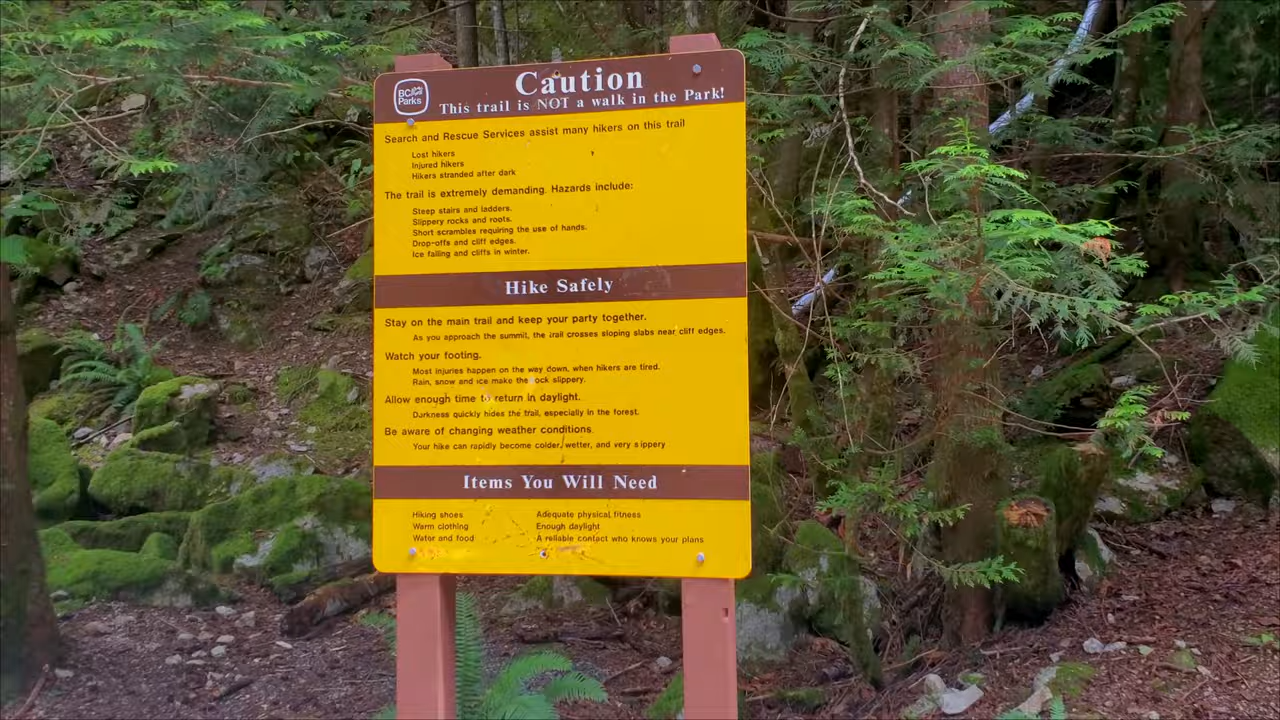 BC
Parks
Caution
This trail is NOT a walk in the Park!
Search and Rescue Services assist many hikers on this trail
Lost hikers
Injured hikers
Hikers stranded after dark
The trail is extremely demanding. Hazards include:
Steep stairs and ladders.
Slippery rocks and roots.
Short scrambles requiring the use of hands.
Drop-offs and cliff edges.
Ice falling and cliffs in winter.
Hike Safely
Stay on the main trail and keep your party together.
As you approach the summit, the trail crosses sloping slabs near cliff edges.
Watch your footing.
Most injuries happen on the way down, when hikers are tired.
Rain, snow and ice make the rock slippery.
Allow enough time to return in daylight.
Darkness quickly hides the trail, especially in the forest.
Be aware of changing weather conditions.
Your hike can rapidly become colder, wetter, and very slippery
Items You Will Need
Hiking shoes
Warm clothing
Water and food
Adequate physical fitness
Enough daylight
A reliable contact who knows your plans